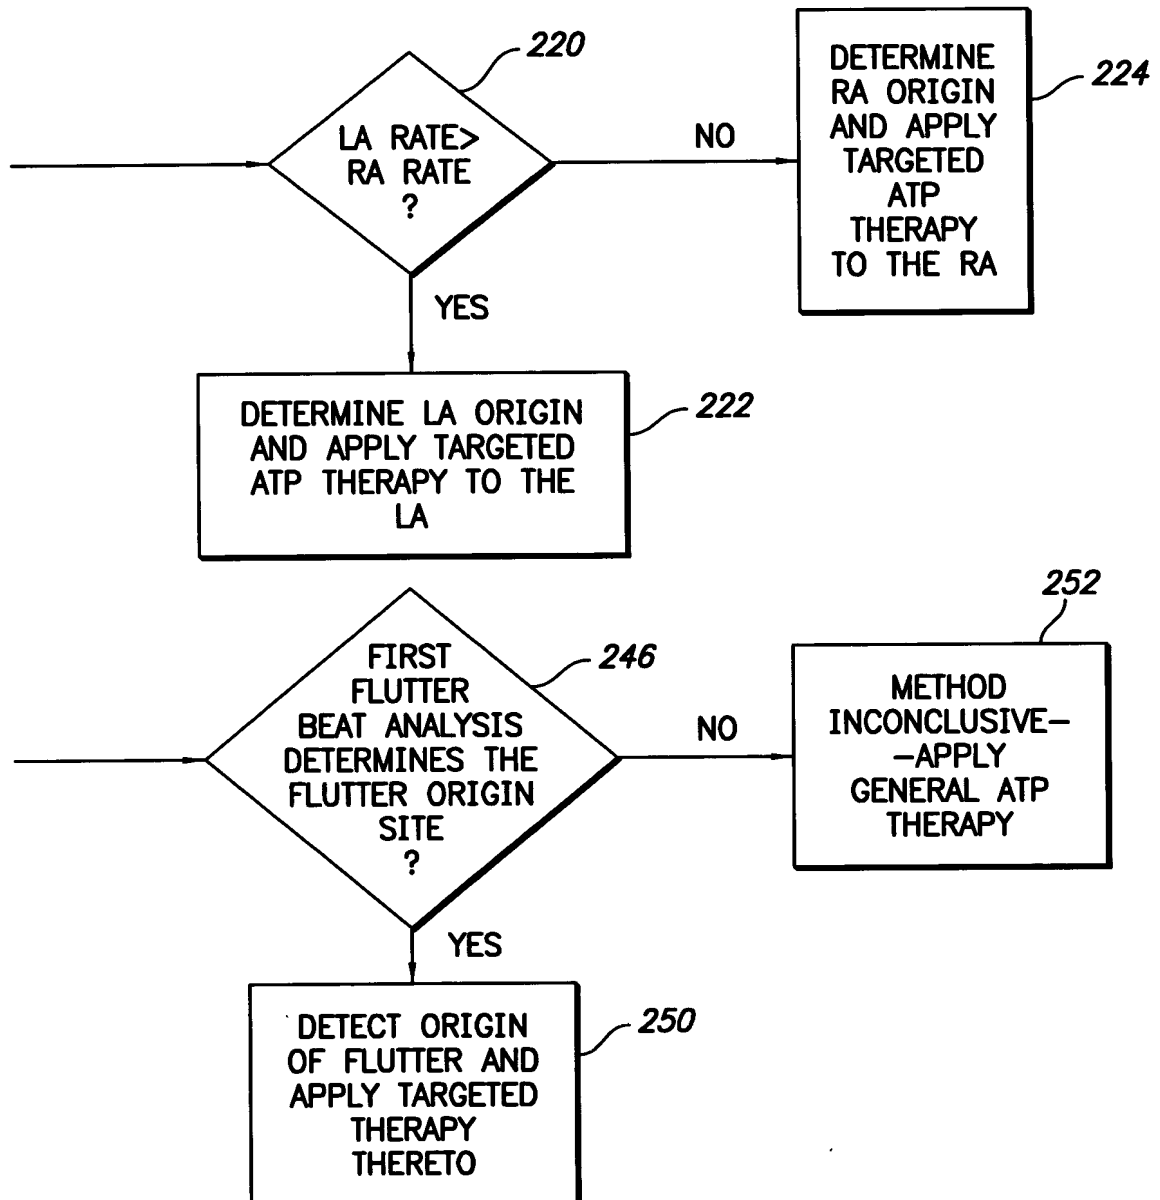 220
LA RATE>
RA RATE
?
NO
DETERMINE
RA ORIGIN
AND APPLY
TARGETED
ATP
THERAPY
TO THE RA
224
YES
DETERMINE LA ORIGIN
AND APPLY TARGETED
ATP THERAPY TO THE
LA
222
FIRST
FLUTTER
BEAT ANALYSIS
DETERMINES THE
FLUTTER ORIGIN
SITE
?
246
NO
252
METHOD
INCONCLUSIVE–
–APPLY
GENERAL ATP
THERAPY
YES
DETECT ORIGIN
OF FLUTTER AND
APPLY TARGETED
THERAPY
THERETO
250